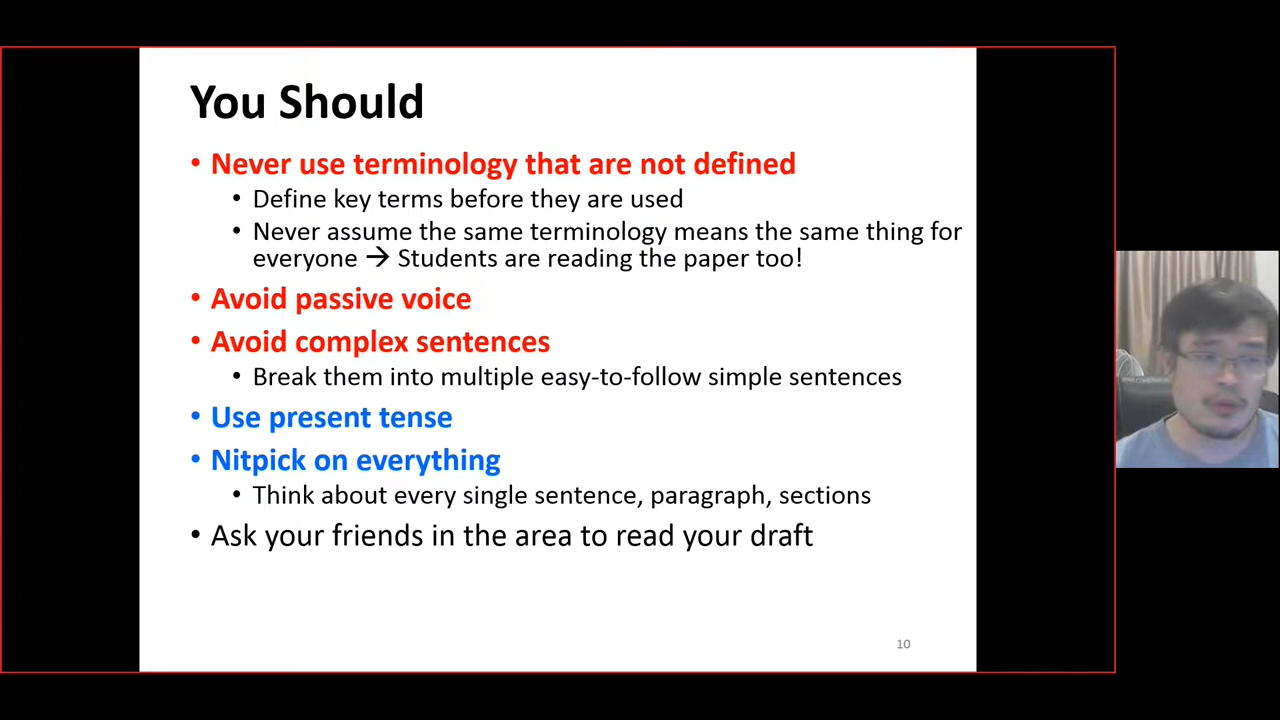 You Should
• Never use terminology that are not defined
• Define key terms before they are used
• Never assume the same terminology means the same thing for
everyone → Students are reading the paper too!
• Avoid passive voice
• Avoid complex sentences
• Break them into multiple easy-to-follow simple sentences
• Use present tense
• Nitpick on everything
• Think about every single sentence, paragraph, sections
• Ask your friends in the area to read your draft
10